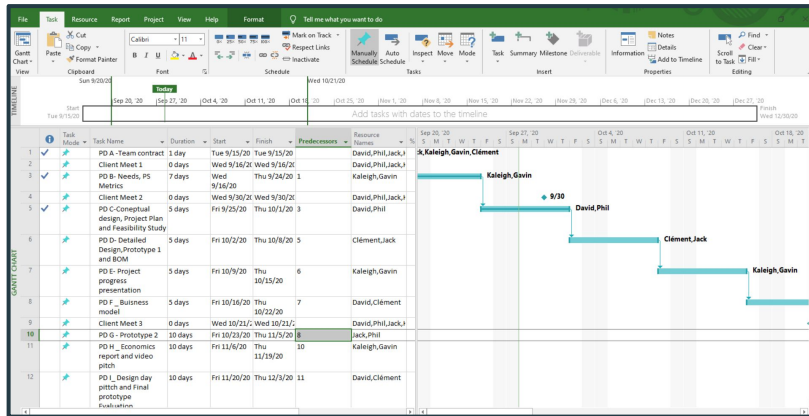 File Task Resource Report Project View Help Format Tell me what you want to do
Gantt Chart
View
Paste
Cut
Copy
Format Painter
Clipboard
Calibri 11
B I U A
Font
0% 25% 50% 75% 100%
Mark on Track
Respect Links
Inactivate
Schedule
Manually Schedule
Auto Schedule
Inspect Move Mode
Tasks
Task Summary Milestone Deliverable
Insert
Information
Notes
Details
Add to Timeline
Properties
Scroll to Task
Find
Clear
Fill
Editing
TIMELINE
Sun 9/20/20 Wed 10/21/20
Today
Sep 20, '20 Sep 27, '20 Oct 4, '20 Oct 11, '20 Oct 18, '20 Oct 25, '20 Nov 1, '20 Nov 8, '20 Nov 15, '20 Nov 22, '20 Nov 29, '20 Dec 6, '20 Dec 13, '20 Dec 20, '20 Dec 27, '20
Start
Tue 9/15/20
Add tasks with dates to the timeline
Finish
Wed 12/30/20
GANTT CHART
Task Mode Task Name Duration Start Finish Predecessors Resource Names %
Sep 20, '20 Sep 27, '20 Oct 4, '20 Oct 11, '20 Oct 18, '20
S M T W T F S S M T W T F S S M T W T F S S M T W T F S S M T
1 PD A -Team contract 1 day Tue 9/15/20 Tue 9/15/20 David,Phil,Jack,
k,Kaleigh,Gavin,Clément
2 Client Meet 1 0 days Wed 9/16/2 Wed 9/16/2 David,Phil,Jack,
3 PD B- Needs, PS Metrics 7 days Wed 9/16/20 Thu 9/24/20 1 Kaleigh,Gavin
Kaleigh,Gavin
4 Client Meet 2 0 days Wed 9/30/2 Wed 9/30/2 David,Phil,Jack,
9/30
5 PD C-Coneptual design, Project Plan and Feasibility Study 5 days Fri 9/25/20 Thu 10/1/20 3 David,Phil
David,Phil
6 PD D- Detailed Design,Prototype 1 and BOM 5 days Fri 10/2/20 Thu 10/8/20 5 Clément,Jack
Clément,Jack
7 PD E- Project progress presentation 5 days Fri 10/9/20 Thu 10/15/20 6 Kaleigh,Gavin
Kaleigh,Gavin
8 PD F _ Buisness model 5 days Fri 10/16/20 Thu 10/22/20 7 David,Clément
9 Client Meet 3 0 days Wed 10/21/2 Wed 10/21/2 David,Phil,Jack,
10 PD G - Prototype 2 10 days Fri 10/23/20 Thu 11/5/20 8 Jack,Phil
11 PD H _ Economics report and video pitch 10 days Fri 11/6/20 Thu 11/19/20 10 Kaleigh,Gavin
12 PD I_ Design day pittch and Final prototype Evaluation 10 days Fri 11/20/20 Thu 12/3/20 11 David,Clément